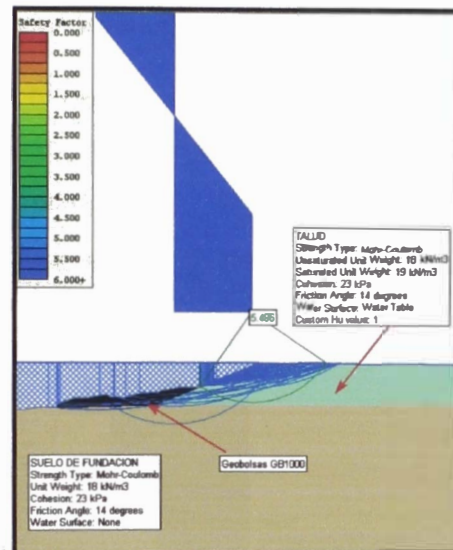 Safety Factor
0.000
0.500
1.000
1.500
2.000
2.500
3.000
3.500
4.000
4.500
5.000
5.500
6.000+
5.495
TALUD
Strength Type: Mohr-Coulomb
Unsaturated Unit Weight: 18 kN/m3
Saturated Unit Weight: 19 kN/m3
Cohesion: 23 kPa
Friction Angle: 14 degrees
Water Surface: Water Table
Custom Hu value: 1
Geobolsas GB1000
SUELO DE FUNDACION
Strength Type: Mohr-Coulomb
Unit Weight: 18 kN/m3
Cohesion: 23 kPa
Friction Angle: 14 degrees
Water Surface: None